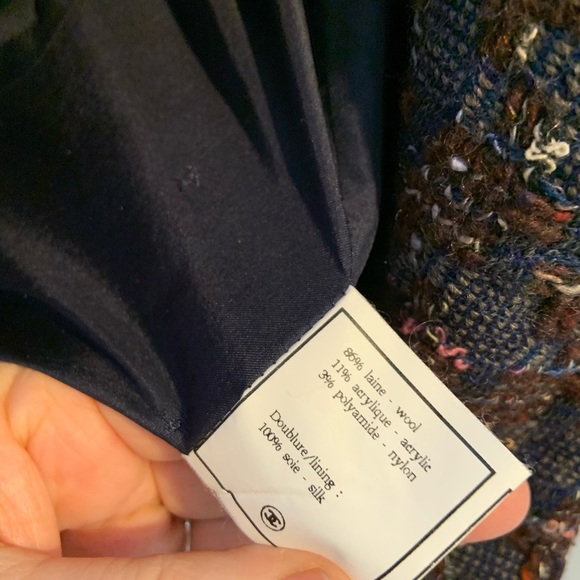 86% laine - wool
11% acrylique - acrylic
3% polyamide - nylon
Doublure/lining :
100% soie - silk